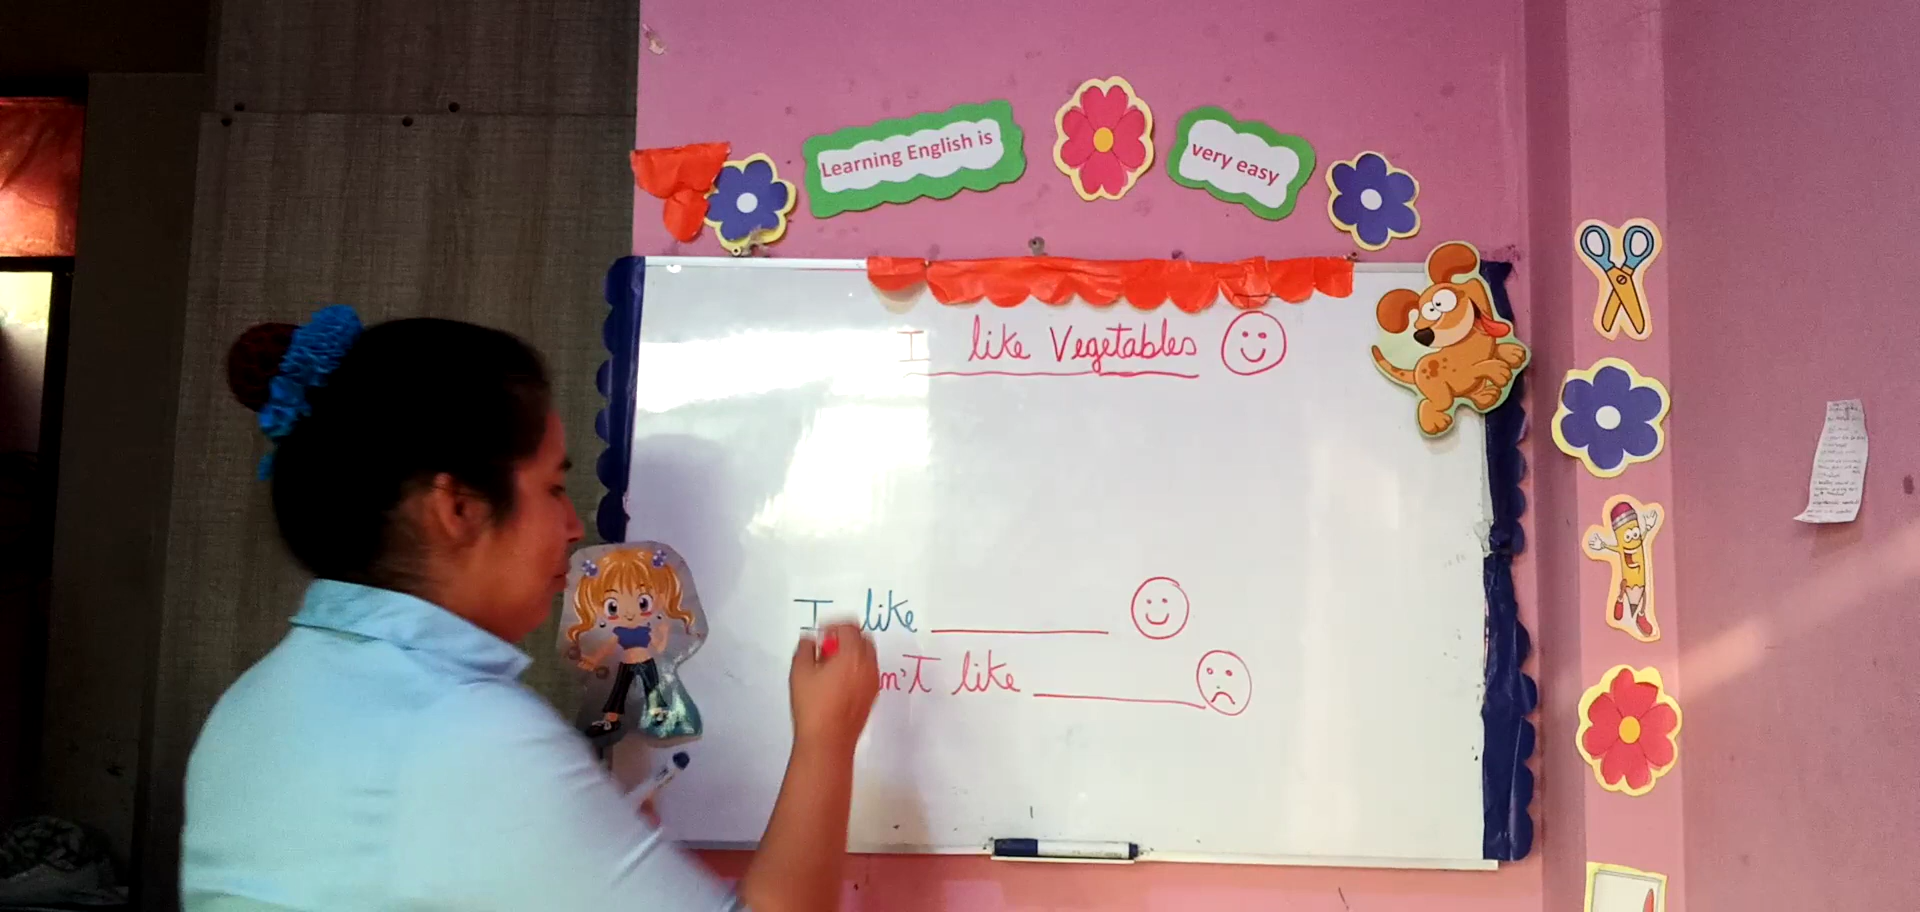 Learning English is
very easy
I like Vegetables
I like
n't like